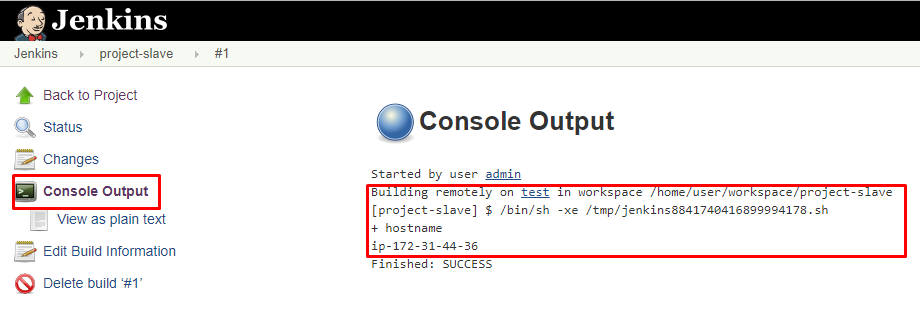 Jenkins
Jenkins project-slave #1
Back to Project
Status
Changes
Console Output
View as plain text
Edit Build Information
Delete build ‘#1’
Console Output
Started by user admin
Building remotely on test in workspace /home/user/workspace/project-slave
[project-slave] $ /bin/sh -xe /tmp/jenkins8841740416899994178.sh
+ hostname
ip-172-31-44-36
Finished: SUCCESS